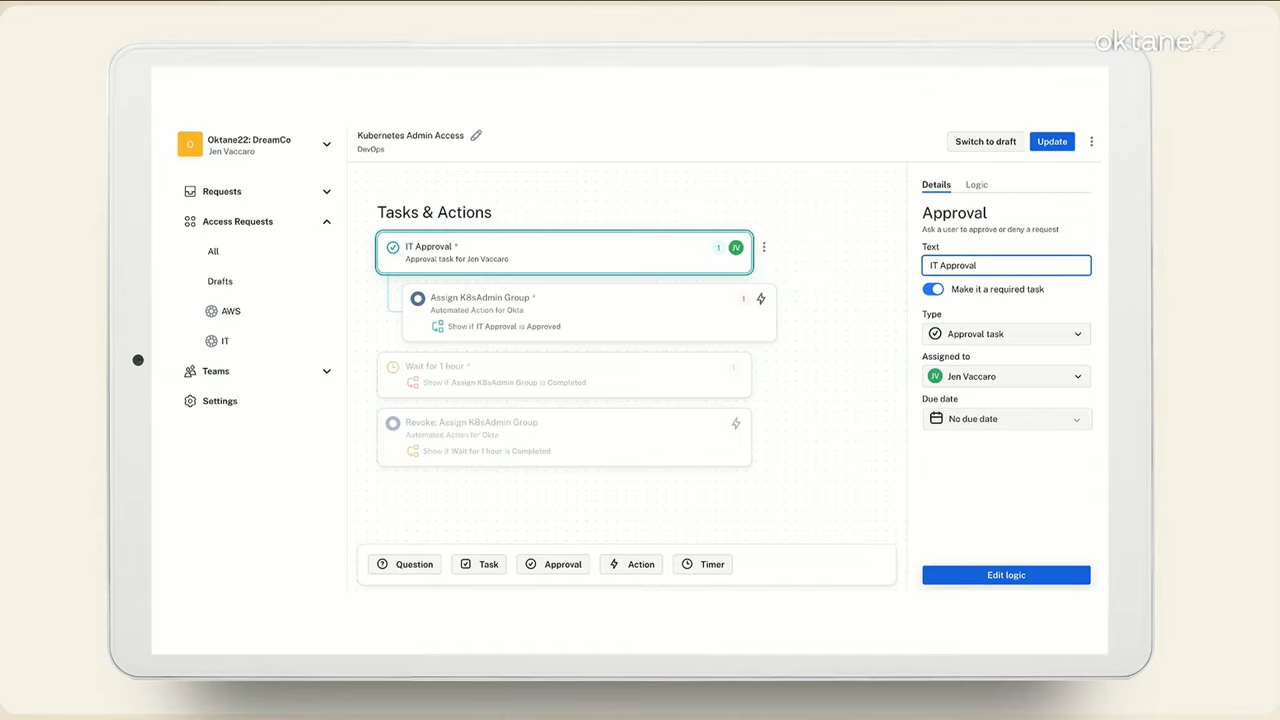 oktane22
O
Oktane22: DreamCo
Jen Vaccaro
Requests
Access Requests
All
Drafts
AWS
IT
Teams
Settings
Kubernetes Admin Access
DevOps
Switch to draft
Update
Tasks & Actions
IT Approval *
Approval task for Jen Vaccaro
1
JV
Assign K8sAdmin Group *
Automated Action for Okta
Show if IT Approval is Approved
1
Wait for 1 hour *
Show if Assign K8sAdmin Group is Completed
1
Revoke: Assign K8sAdmin Group
Automated Action for Okta
Show if Wait for 1 hour is Completed
Question
Task
Approval
Action
Timer
Details
Logic
Approval
Ask a user to approve or deny a request
Text
IT Approval
Make it a required task
Type
Approval task
Assigned to
JV
Jen Vaccaro
Due date
No due date
Edit logic